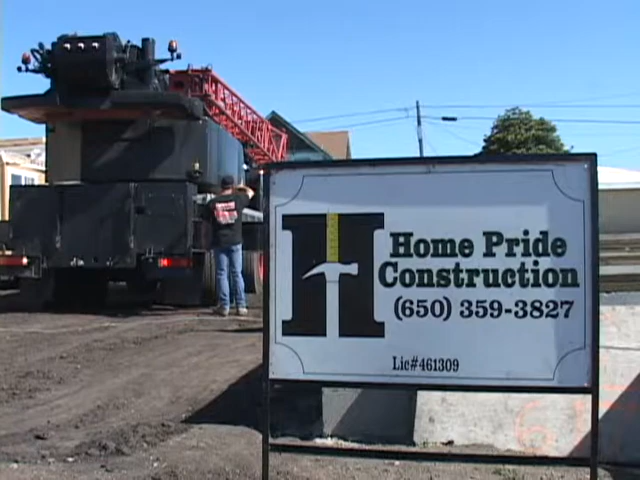 H
Home Pride
Construction
(650) 359-3827
Lic#461309